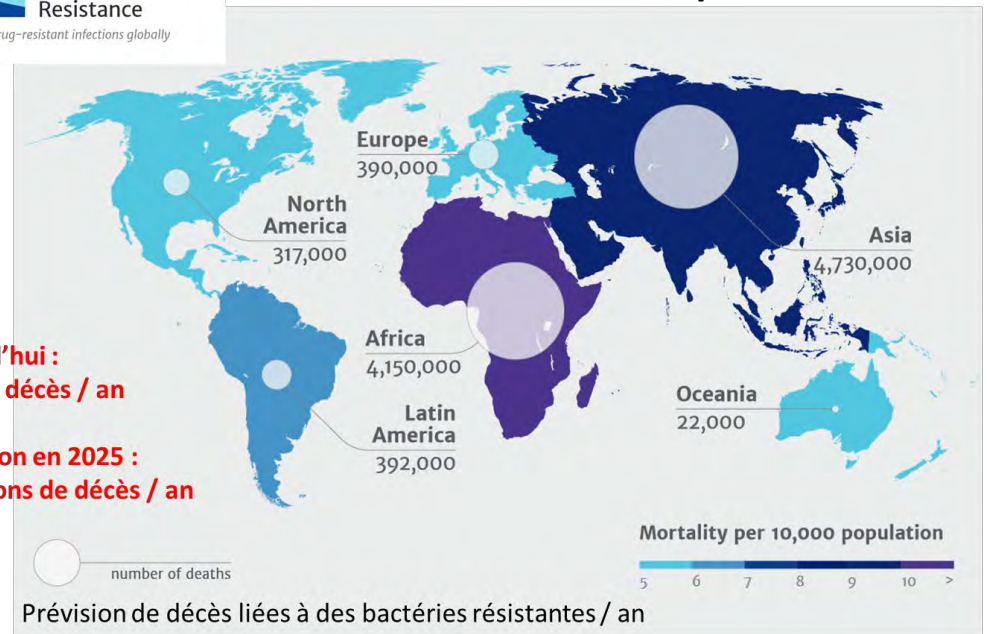 Resistance
rug-resistant infections globally
Europe
390,000
North
America
317,000
Asia
4,730,000
Africa
4,150,000
Latin
America
392,000
Oceania
22,000
l'hui :
décès / an
on en 2025 :
ons de décès / an
Mortality per 10,000 population
5 6 7 8 9 10 >
number of deaths
Prévision de décès liées à des bactéries résistantes / an